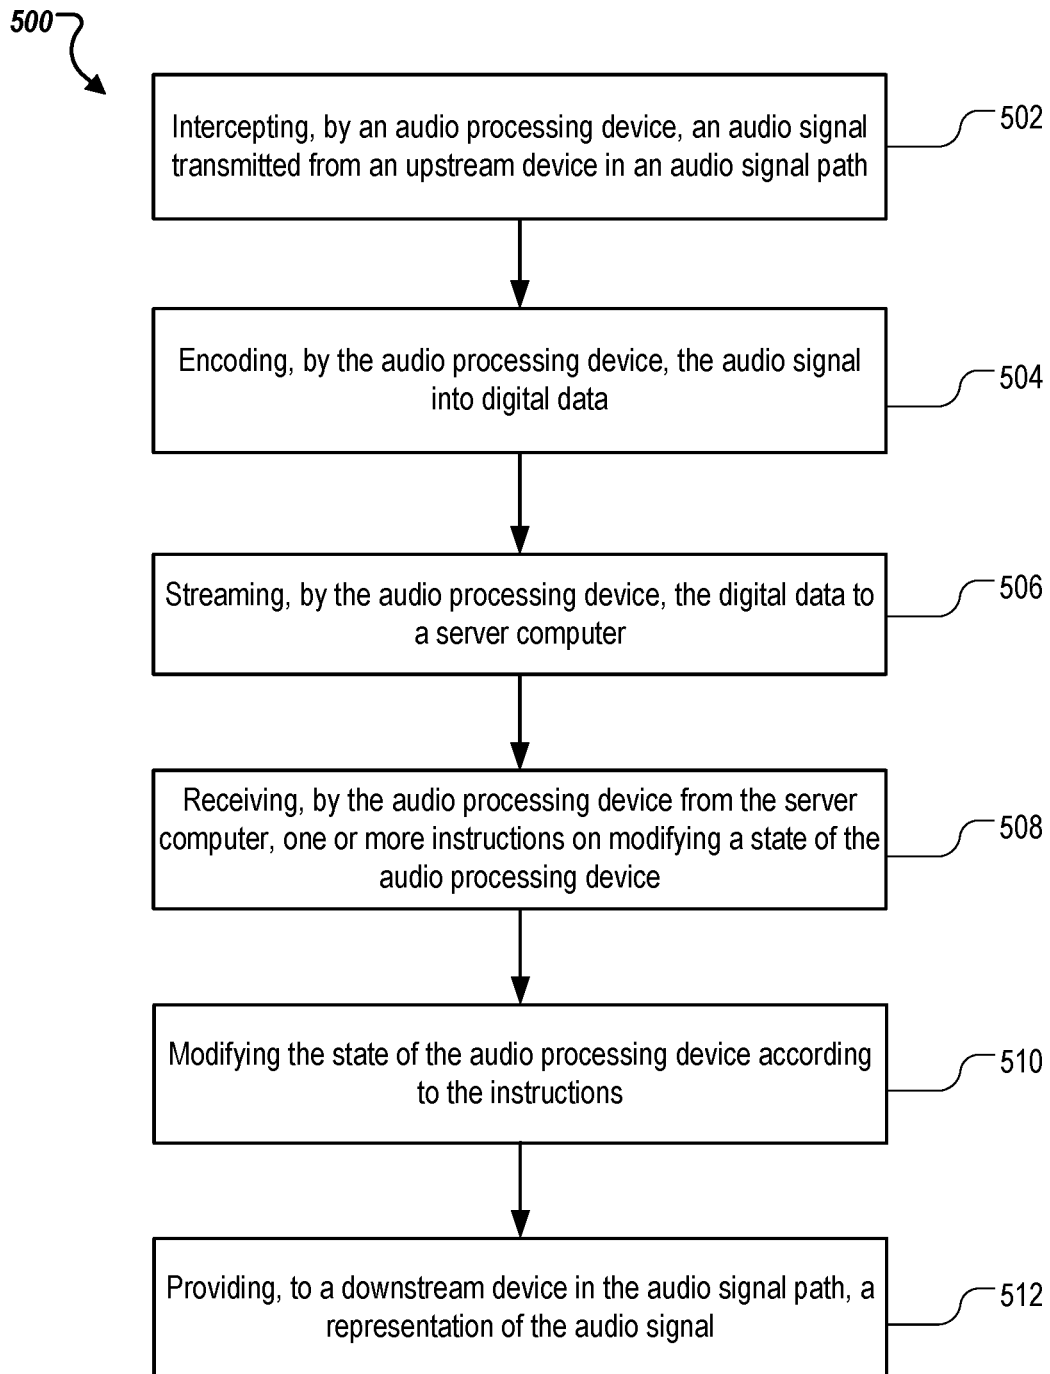 500
Intercepting, by an audio processing device, an audio signal
transmitted from an upstream device in an audio signal path
502
Encoding, by the audio processing device, the audio signal
into digital data
504
Streaming, by the audio processing device, the digital data to
a server computer
506
Receiving, by the audio processing device from the server
computer, one or more instructions on modifying a state of the
audio processing device
508
Modifying the state of the audio processing device according
to the instructions
510
Providing, to a downstream device in the audio signal path, a
representation of the audio signal
512